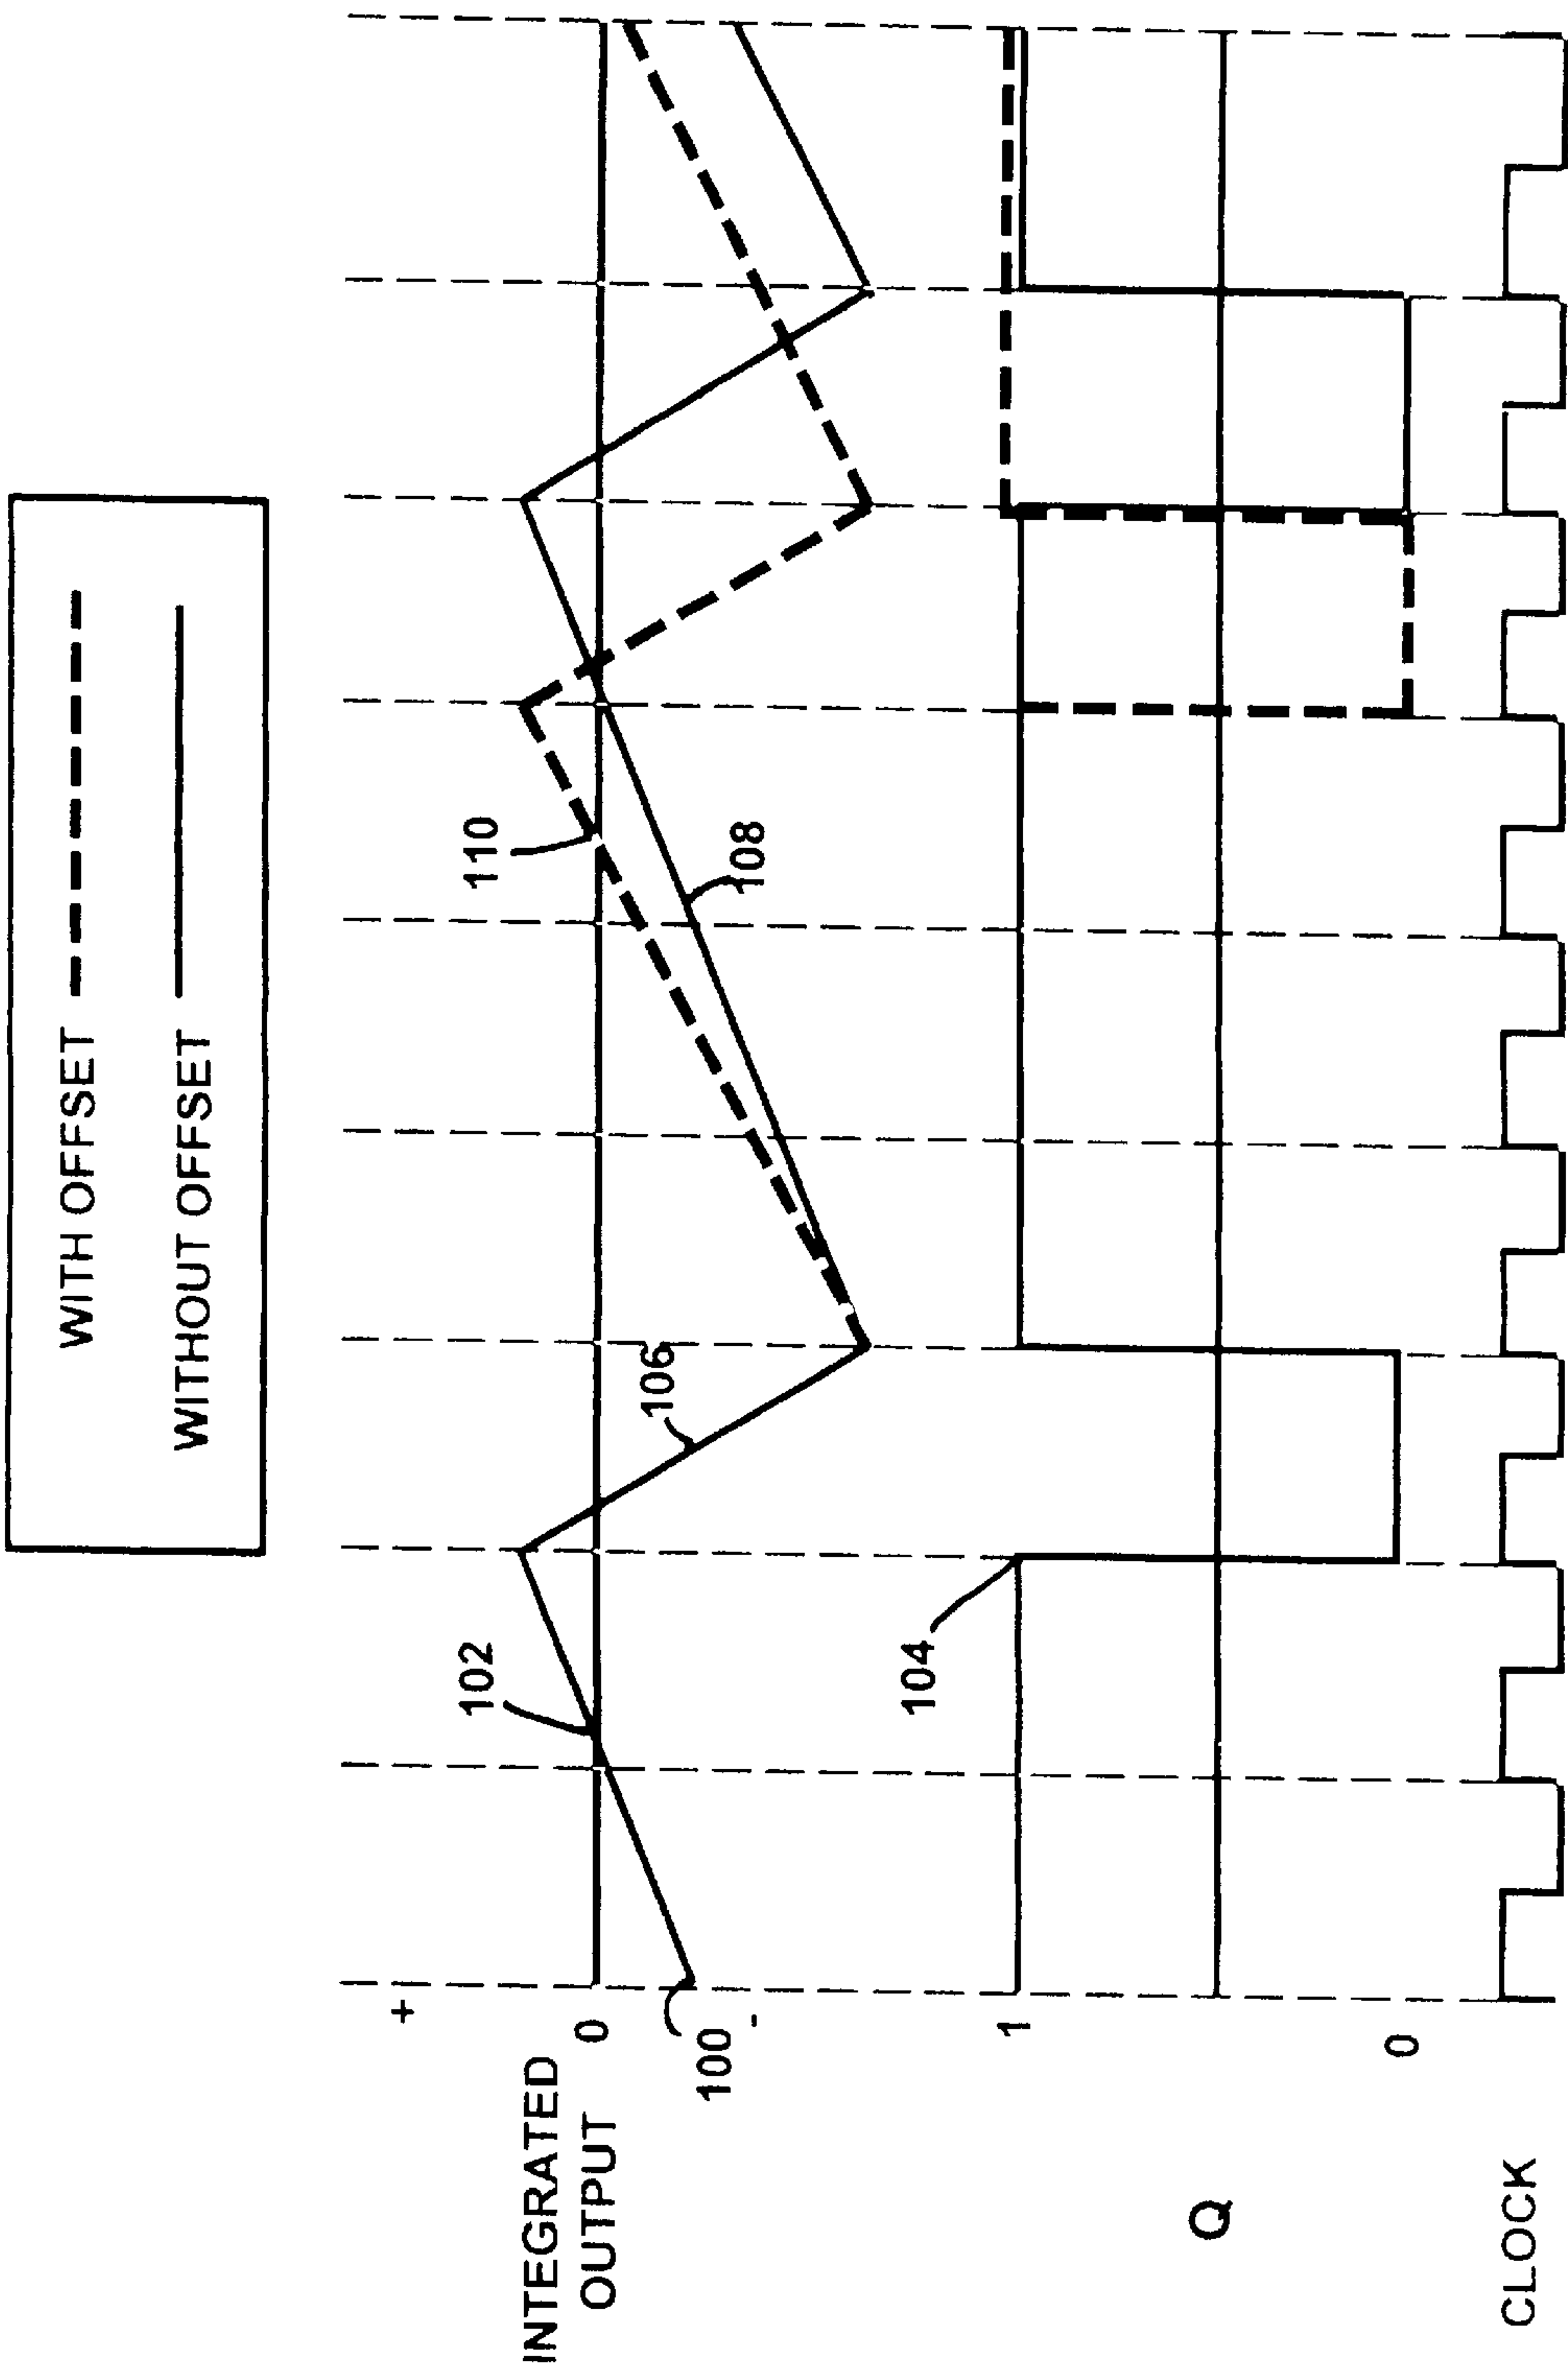 WITH OFFSET
WITHOUT OFFSET
+
INTEGRATED
OUTPUT
0
100
-
102
106
110
108
104
1
Q
0
CLOCK